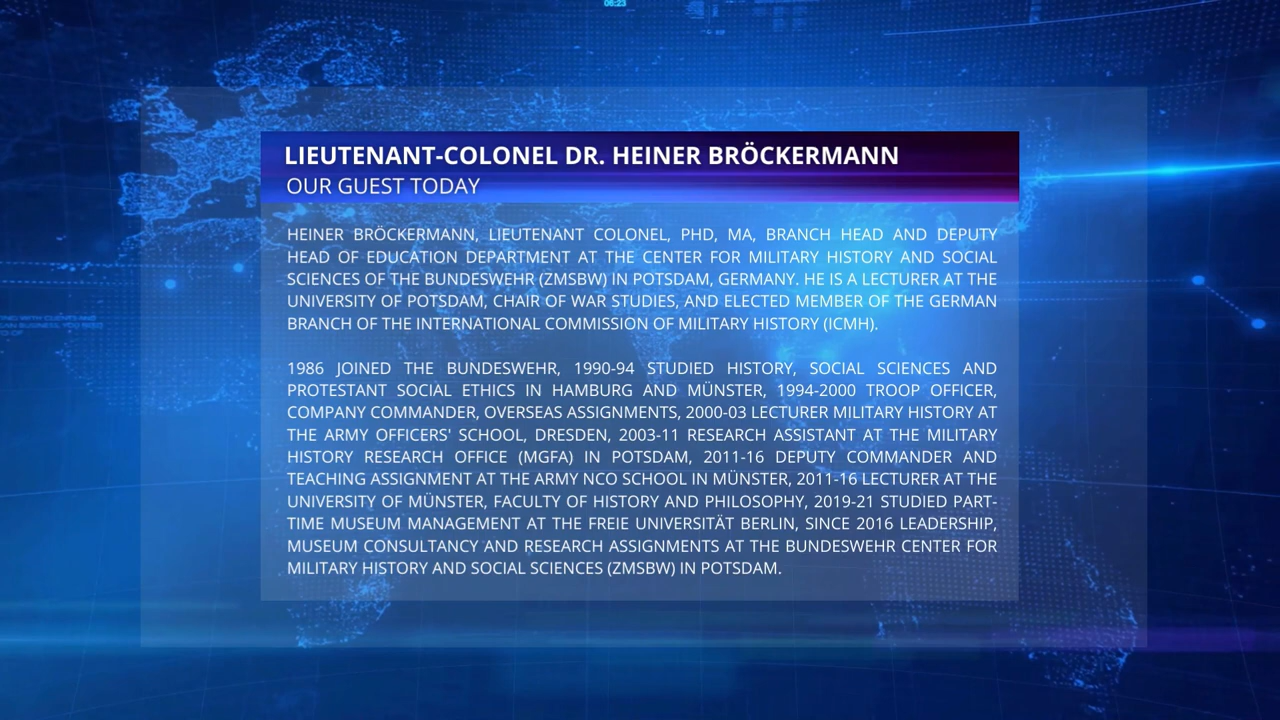 06:23
LIEUTENANT-COLONEL DR. HEINER BRÖCKERMANN
OUR GUEST TODAY
HEINER BRÖCKERMANN, LIEUTENANT COLONEL, PHD, MA, BRANCH HEAD AND DEPUTY
HEAD OF EDUCATION DEPARTMENT AT THE CENTER FOR MILITARY HISTORY AND SOCIAL
SCIENCES OF THE BUNDESWEHR (ZMSBW) IN POTSDAM, GERMANY. HE IS A LECTURER AT THE
UNIVERSITY OF POTSDAM, CHAIR OF WAR STUDIES, AND ELECTED MEMBER OF THE GERMAN
BRANCH OF THE INTERNATIONAL COMMISSION OF MILITARY HISTORY (ICMH).
1986 JOINED THE BUNDESWEHR, 1990-94 STUDIED HISTORY, SOCIAL SCIENCES AND
PROTESTANT SOCIAL ETHICS IN HAMBURG AND MÜNSTER, 1994-2000 TROOP OFFICER,
COMPANY COMMANDER, OVERSEAS ASSIGNMENTS, 2000-03 LECTURER MILITARY HISTORY AT
THE ARMY OFFICERS' SCHOOL, DRESDEN, 2003-11 RESEARCH ASSISTANT AT THE MILITARY
HISTORY RESEARCH OFFICE (MGFA) IN POTSDAM, 2011-16 DEPUTY COMMANDER AND
TEACHING ASSIGNMENT AT THE ARMY NCO SCHOOL IN MÜNSTER, 2011-16 LECTURER AT THE
UNIVERSITY OF MÜNSTER, FACULTY OF HISTORY AND PHILOSOPHY, 2019-21 STUDIED PART-
TIME MUSEUM MANAGEMENT AT THE FREIE UNIVERSITÄT BERLIN, SINCE 2016 LEADERSHIP,
MUSEUM CONSULTANCY AND RESEARCH ASSIGNMENTS AT THE BUNDESWEHR CENTER FOR
MILITARY HISTORY AND SOCIAL SCIENCES (ZMSBW) IN POTSDAM.